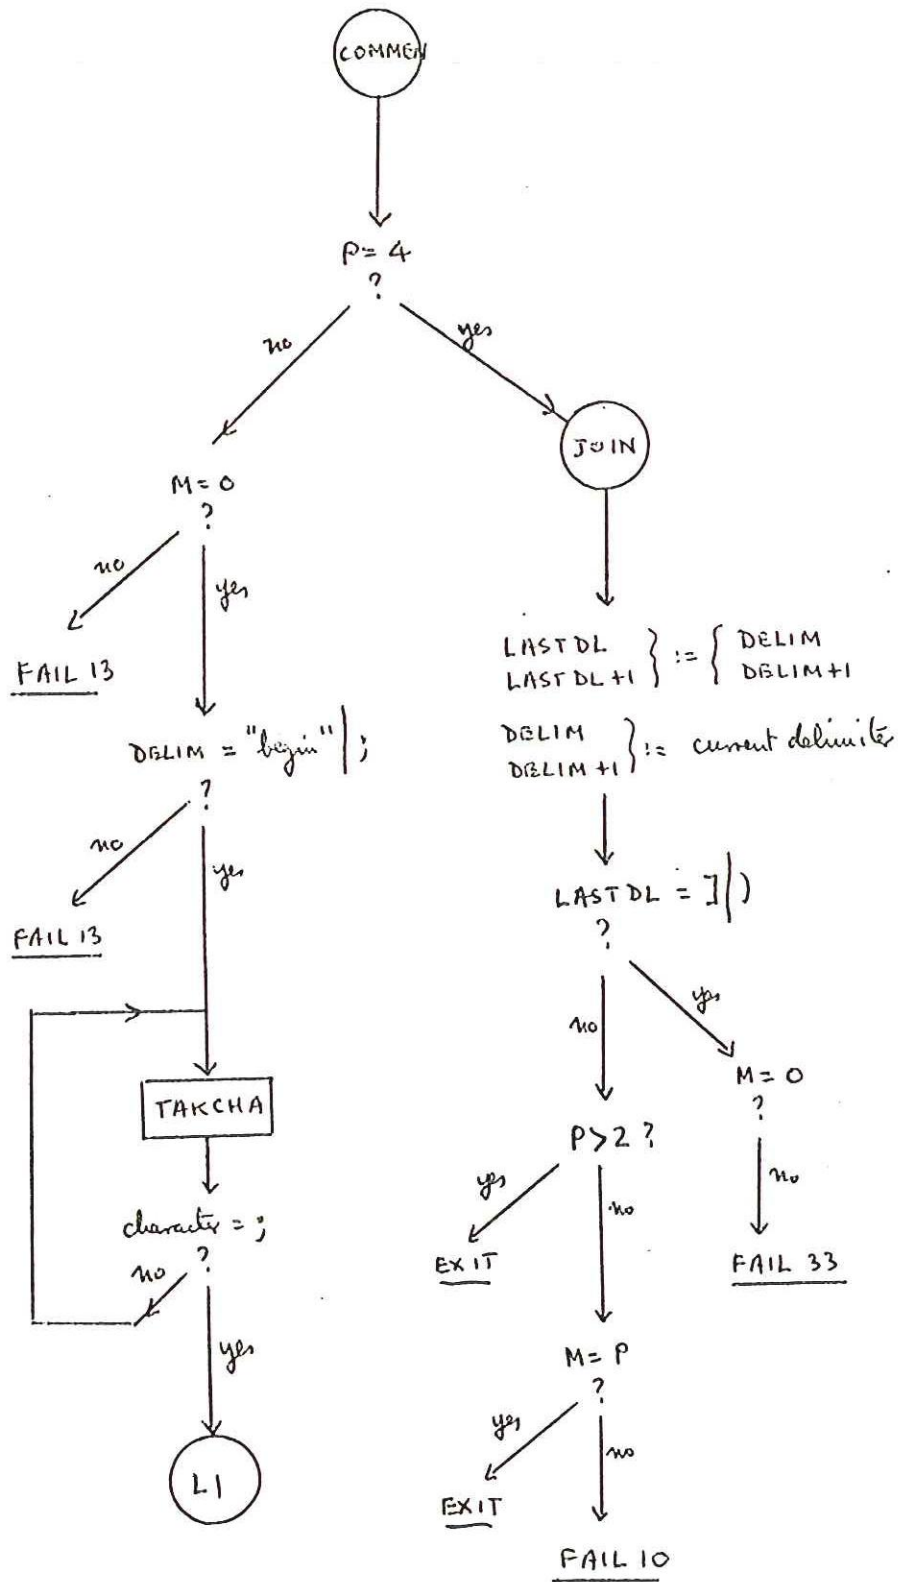 COMMEN
P = 4
?
no
yes
M = 0
?
no
yes
FAIL 13
DELIM = "begin" | ;
?
no
yes
FAIL 13
TAKCHA
character = ;
?
no
yes
L1
JOIN
LASTDL } := { DELIM
LASTDL+1 DELIM+1
DELIM
DELIM+1 } := current delimiter
LASTDL = ] | )
?
no
yes
M = 0
?
no
FAIL 33
P > 2 ?
yes
no
EXIT
M = P
?
yes
no
EXIT
FAIL 10